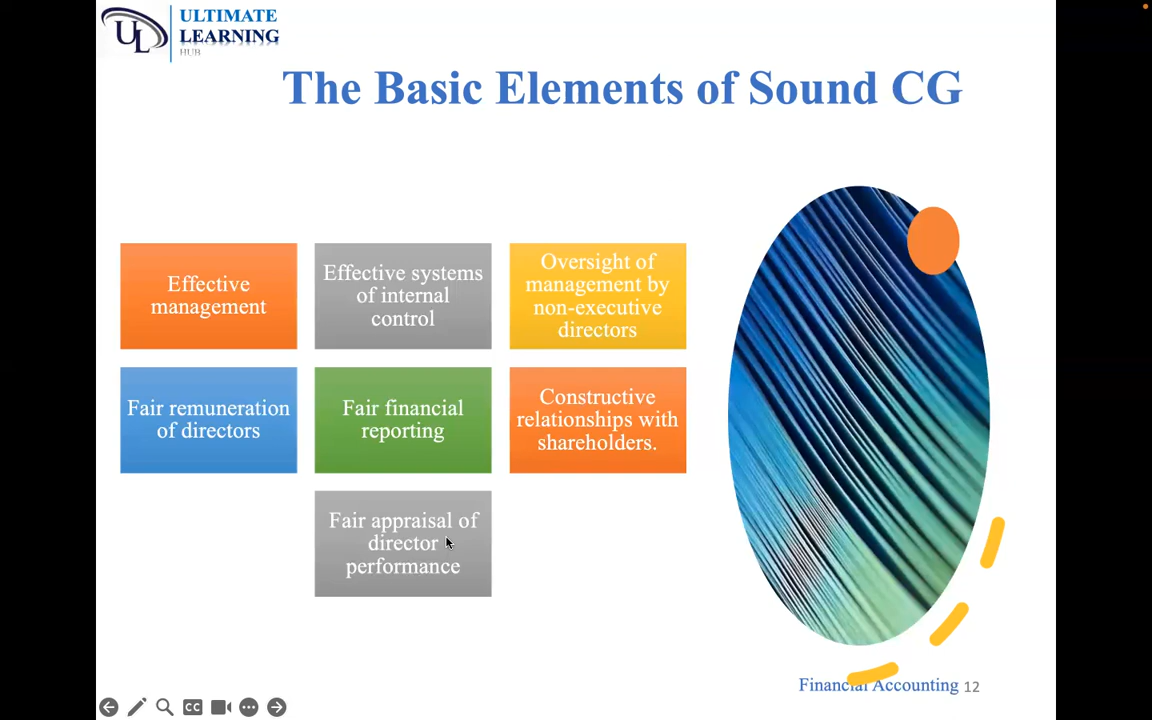 UL
ULTIMATE
LEARNING
HUB
The Basic Elements of Sound CG
Effective
management
Effective systems
of internal
control
Oversight of
management by
non-executive
directors
Fair remuneration
of directors
Fair financial
reporting
Constructive
relationships with
shareholders.
Fair appraisal of
director
performance
Financial Accounting 12
CC